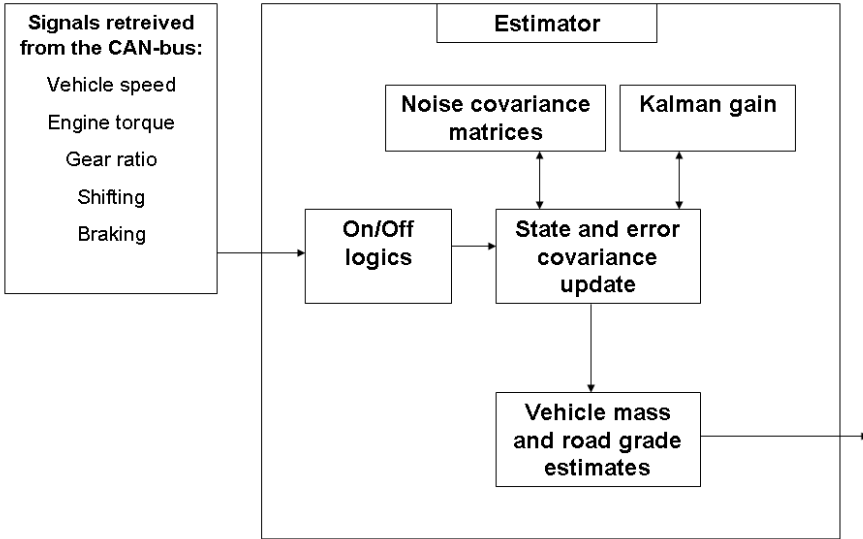 Signals retreived
from the CAN-bus:
Vehicle speed
Engine torque
Gear ratio
Shifting
Braking
Estimator
Noise covariance
matrices
Kalman gain
On/Off
logics
State and error
covariance
update
Vehicle mass
and road grade
estimates